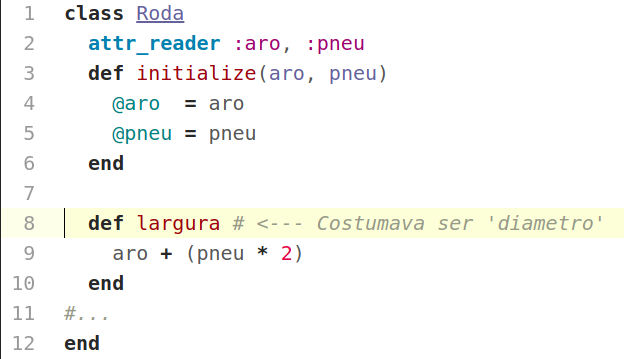 1 class Roda
2   attr_reader :aro, :pneu
3   def initialize(aro, pneu)
4     @aro  = aro
5     @pneu = pneu
6   end
7
8   def largura # <--- Costumava ser 'diametro'
9     aro + (pneu * 2)
10   end
11 #...
12 end